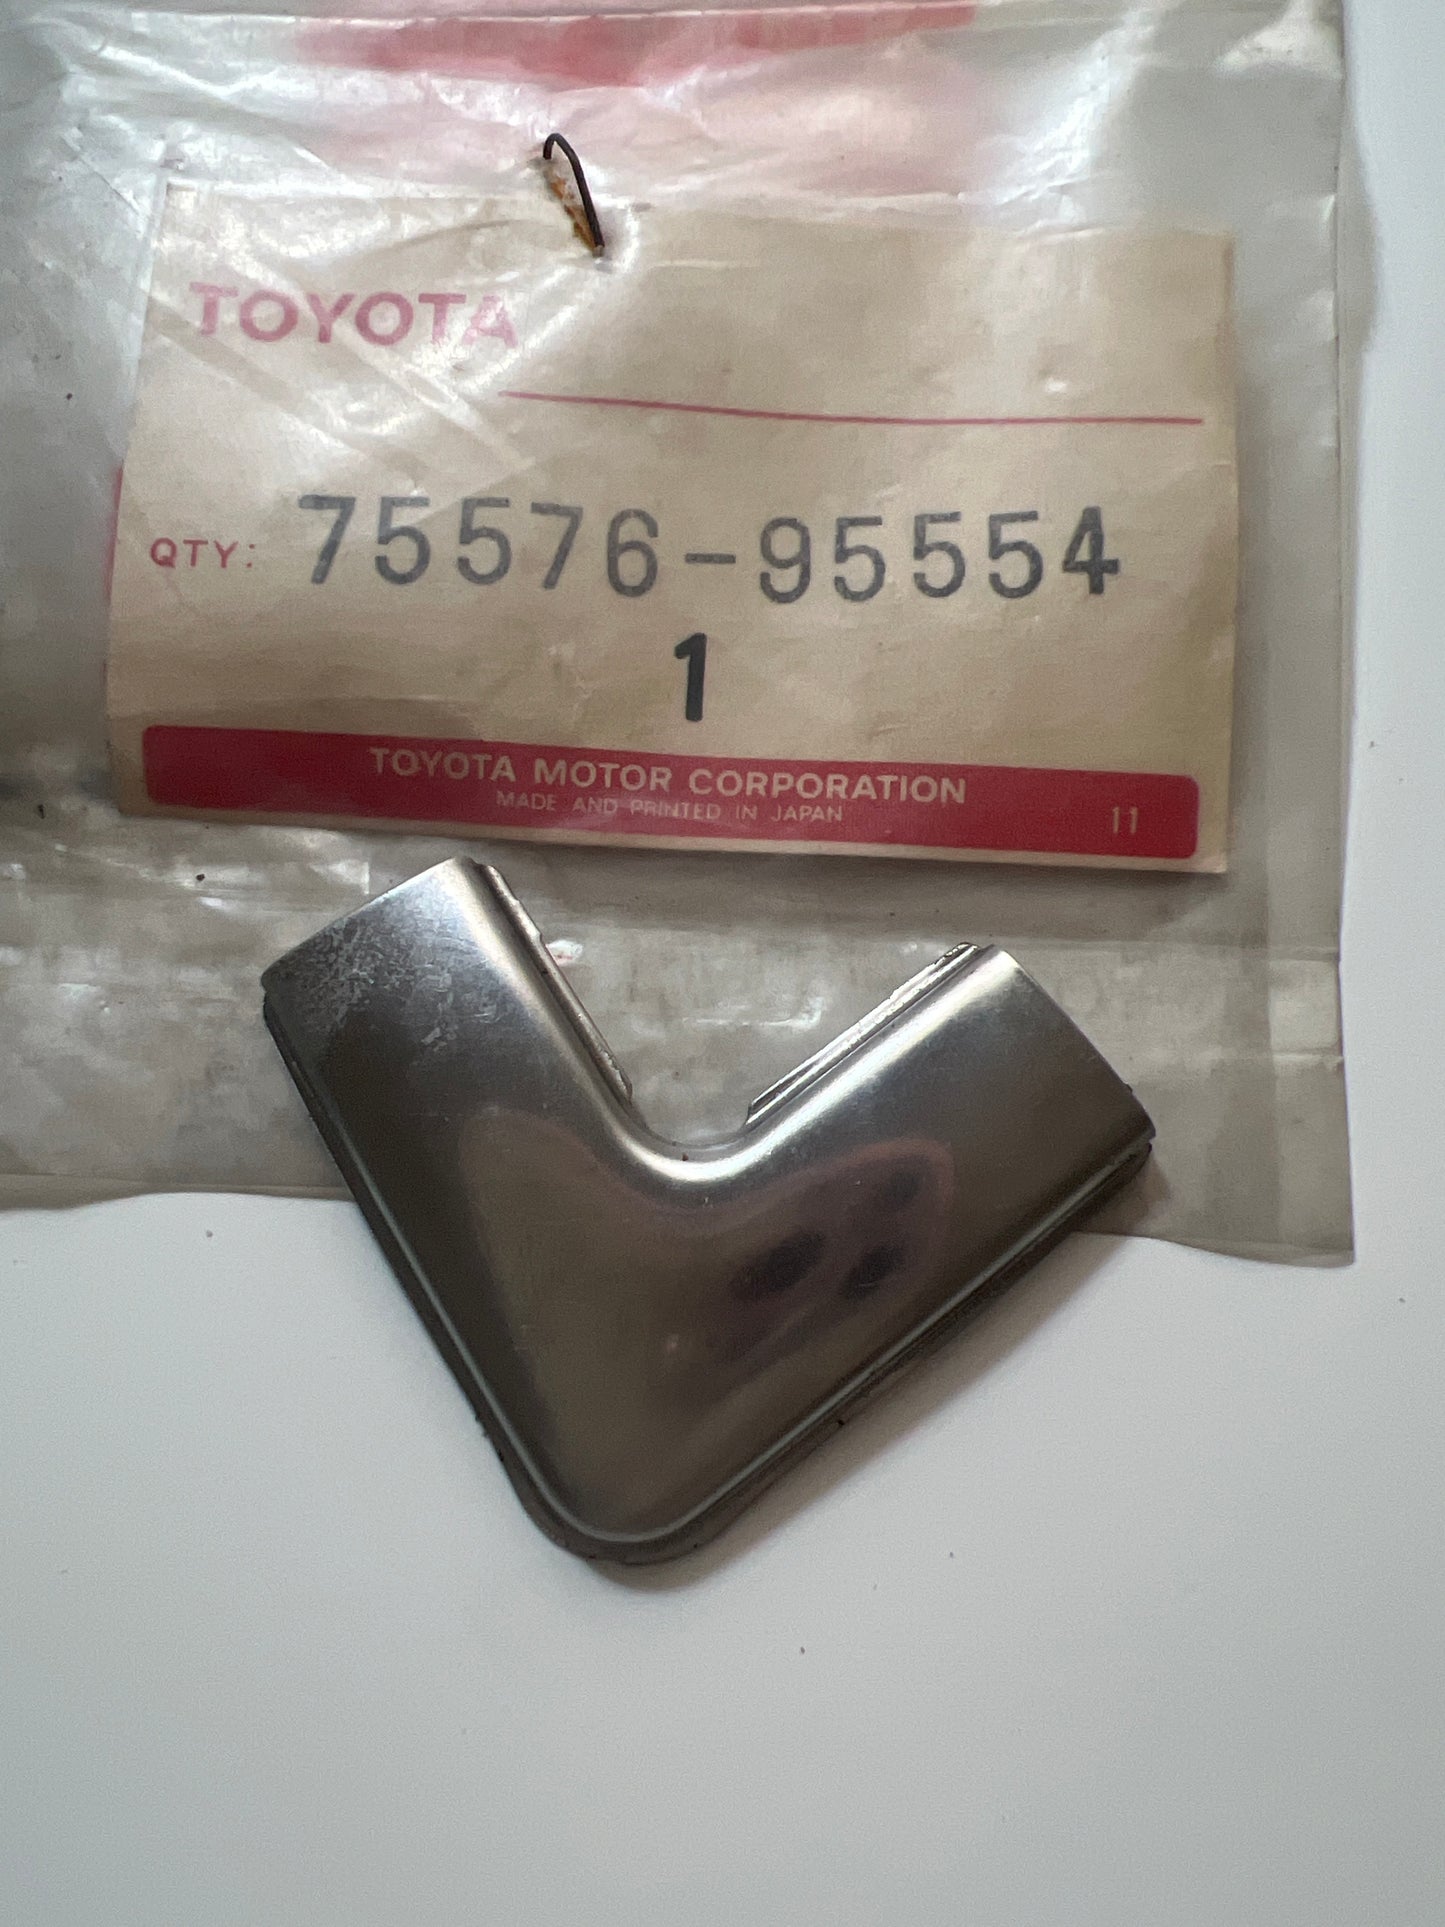 TOYOTA
QTY: 75576-95554
1
TOYOTA MOTOR CORPORATION
MADE AND PRINTED IN JAPAN 11